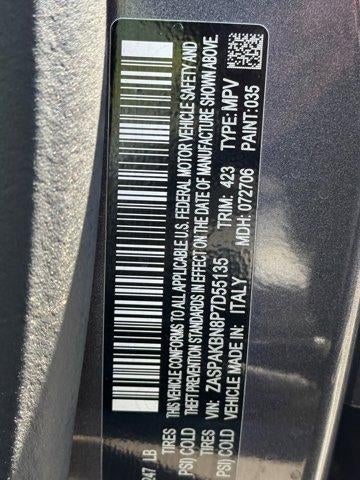 247 LB
TIRES
PSI) COLD
TIRES
PSI) COLD
THIS VEHICLE CONFORMS TO ALL APPLICABLE U.S. FEDERAL MOTOR VEHICLE SAFETY AND
THEFT PREVENTION STANDARDS IN EFFECT ON THE DATE OF MANUFACTURE SHOWN ABOVE.
VIN: ZASPAKBN8P7D55135 TRIM: 423 TYPE: MPV
VEHICLE MADE IN: ITALY MDH: 072706 PAINT: 035